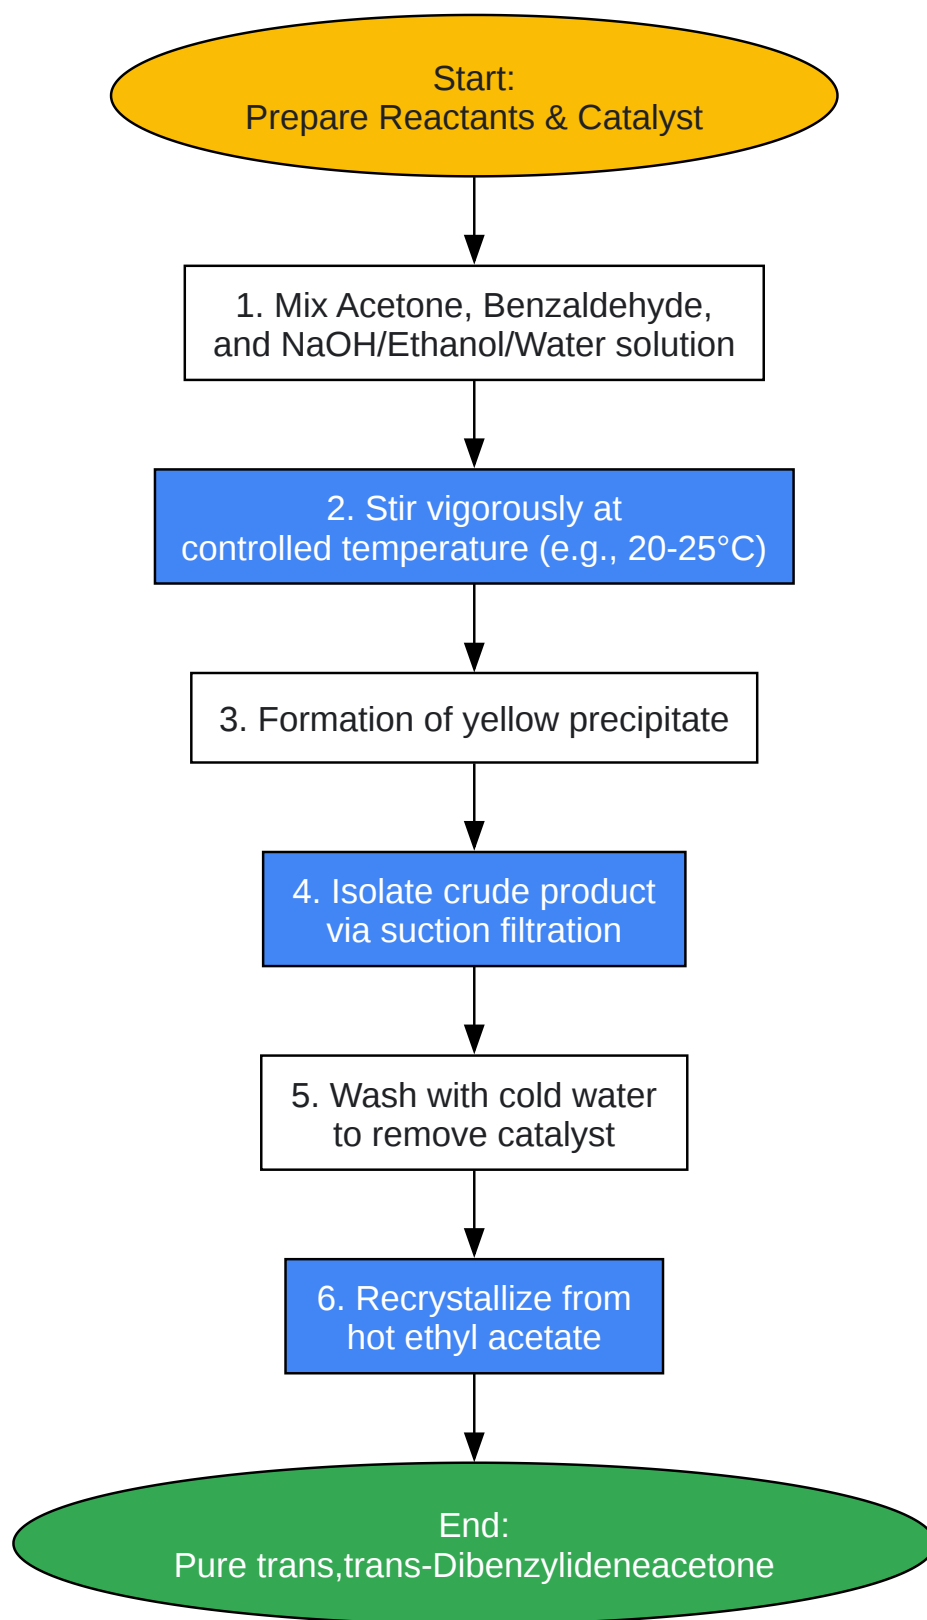 Start:
Prepare Reactants & Catalyst
1. Mix Acetone, Benzaldehyde,
and NaOH/Ethanol/Water solution
2. Stir vigorously at
controlled temperature (e.g., 20-25°C)
3. Formation of yellow precipitate
4. Isolate crude product
via suction filtration
5. Wash with cold water
to remove catalyst
6. Recrystallize from
hot ethyl acetate
End:
Pure trans,trans-Dibenzylideneacetone